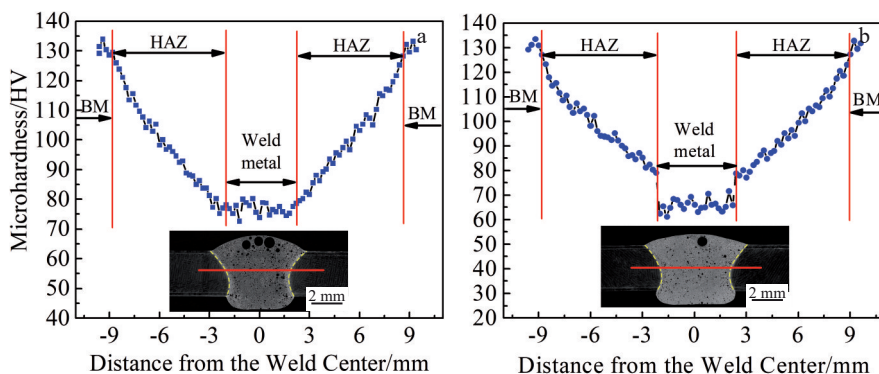 Microhardness/HV
140
130
120
110
100
90
80
70
60
50
40
HAZ
HAZ
a
BM
BM
Weld
metal
2 mm
-9
-6
-3
0
3
6
9
Distance from the Weld Center/mm
140
130
120
110
100
90
80
70
60
50
40
30
20
HAZ
HAZ
b
BM
BM
Weld
metal
2 mm
-9
-6
-3
0
3
6
9
Distance from the Weld Center/mm